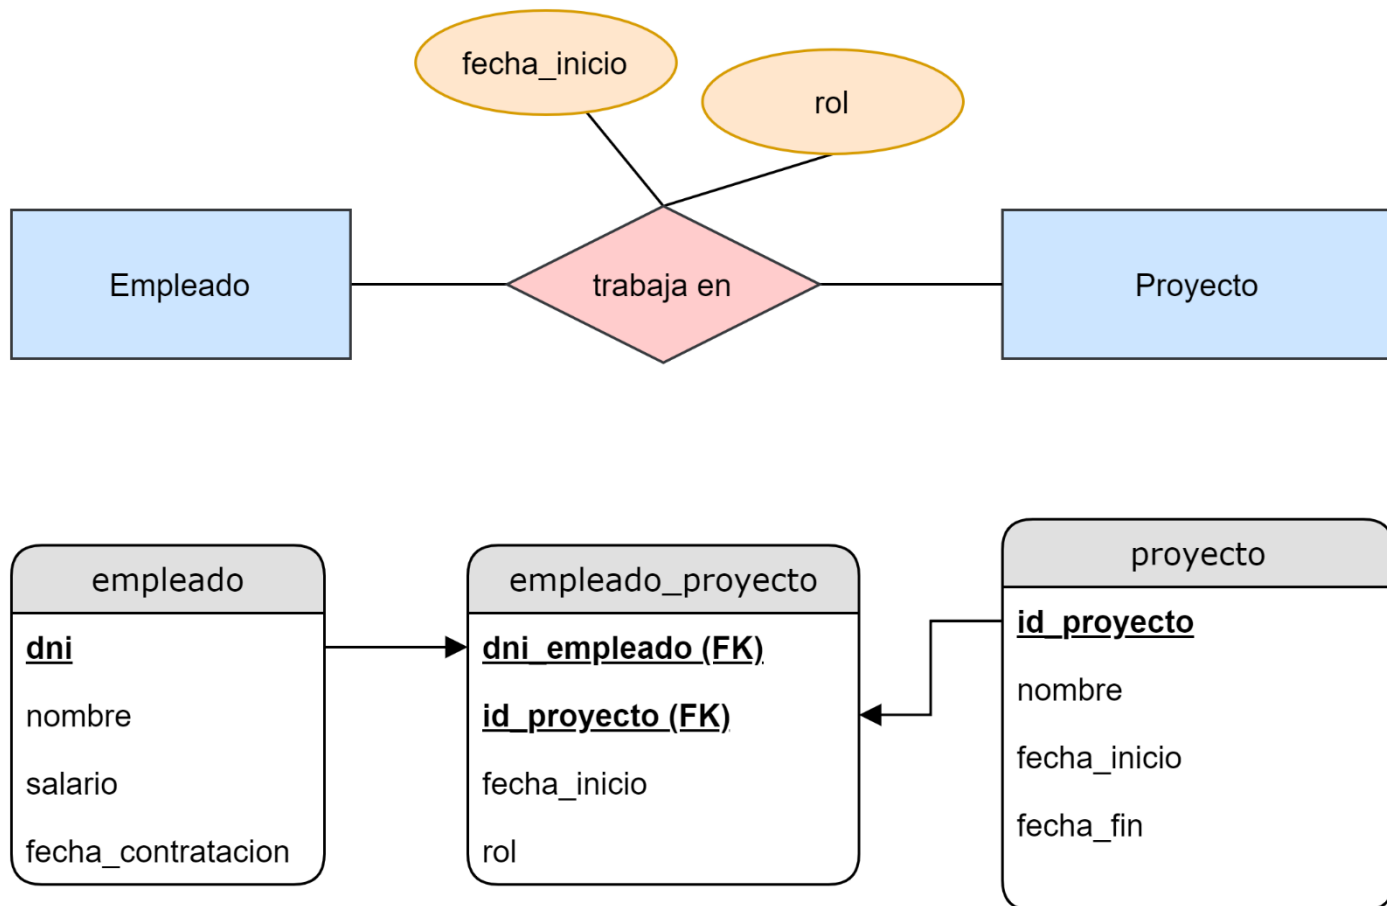 fecha_inicio
rol
Empleado
trabaja en
Proyecto
empleado
dni
nombre
salario
fecha_contratacion
empleado_proyecto
dni_empleado (FK)
id_proyecto (FK)
fecha_inicio
rol
proyecto
id_proyecto
nombre
fecha_inicio
fecha_fin